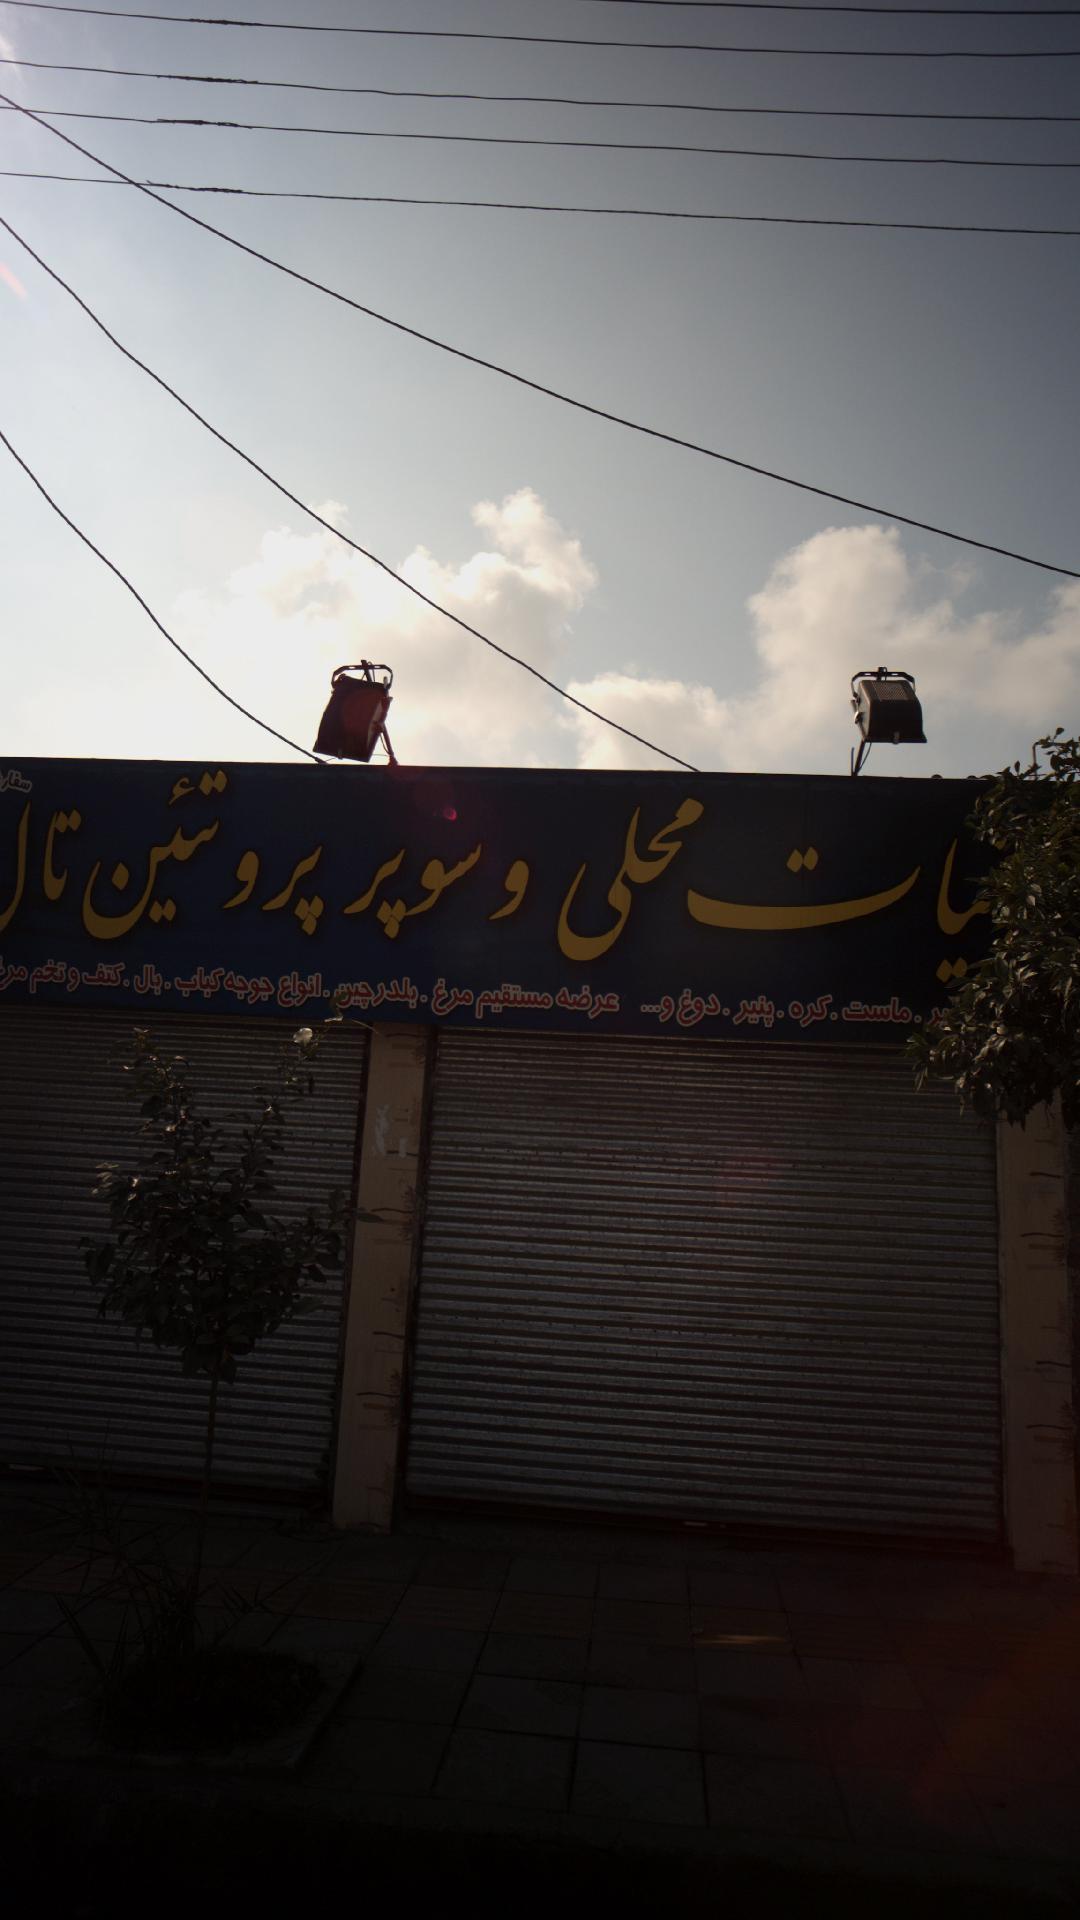 محلی و سوپر پروتئین تال
ماست . کره . پنیر . دوغ و... عرضه مستقیم مرغ . بلدرچین . انواع جوجه کباب . بال . کتف و تخم مرغ